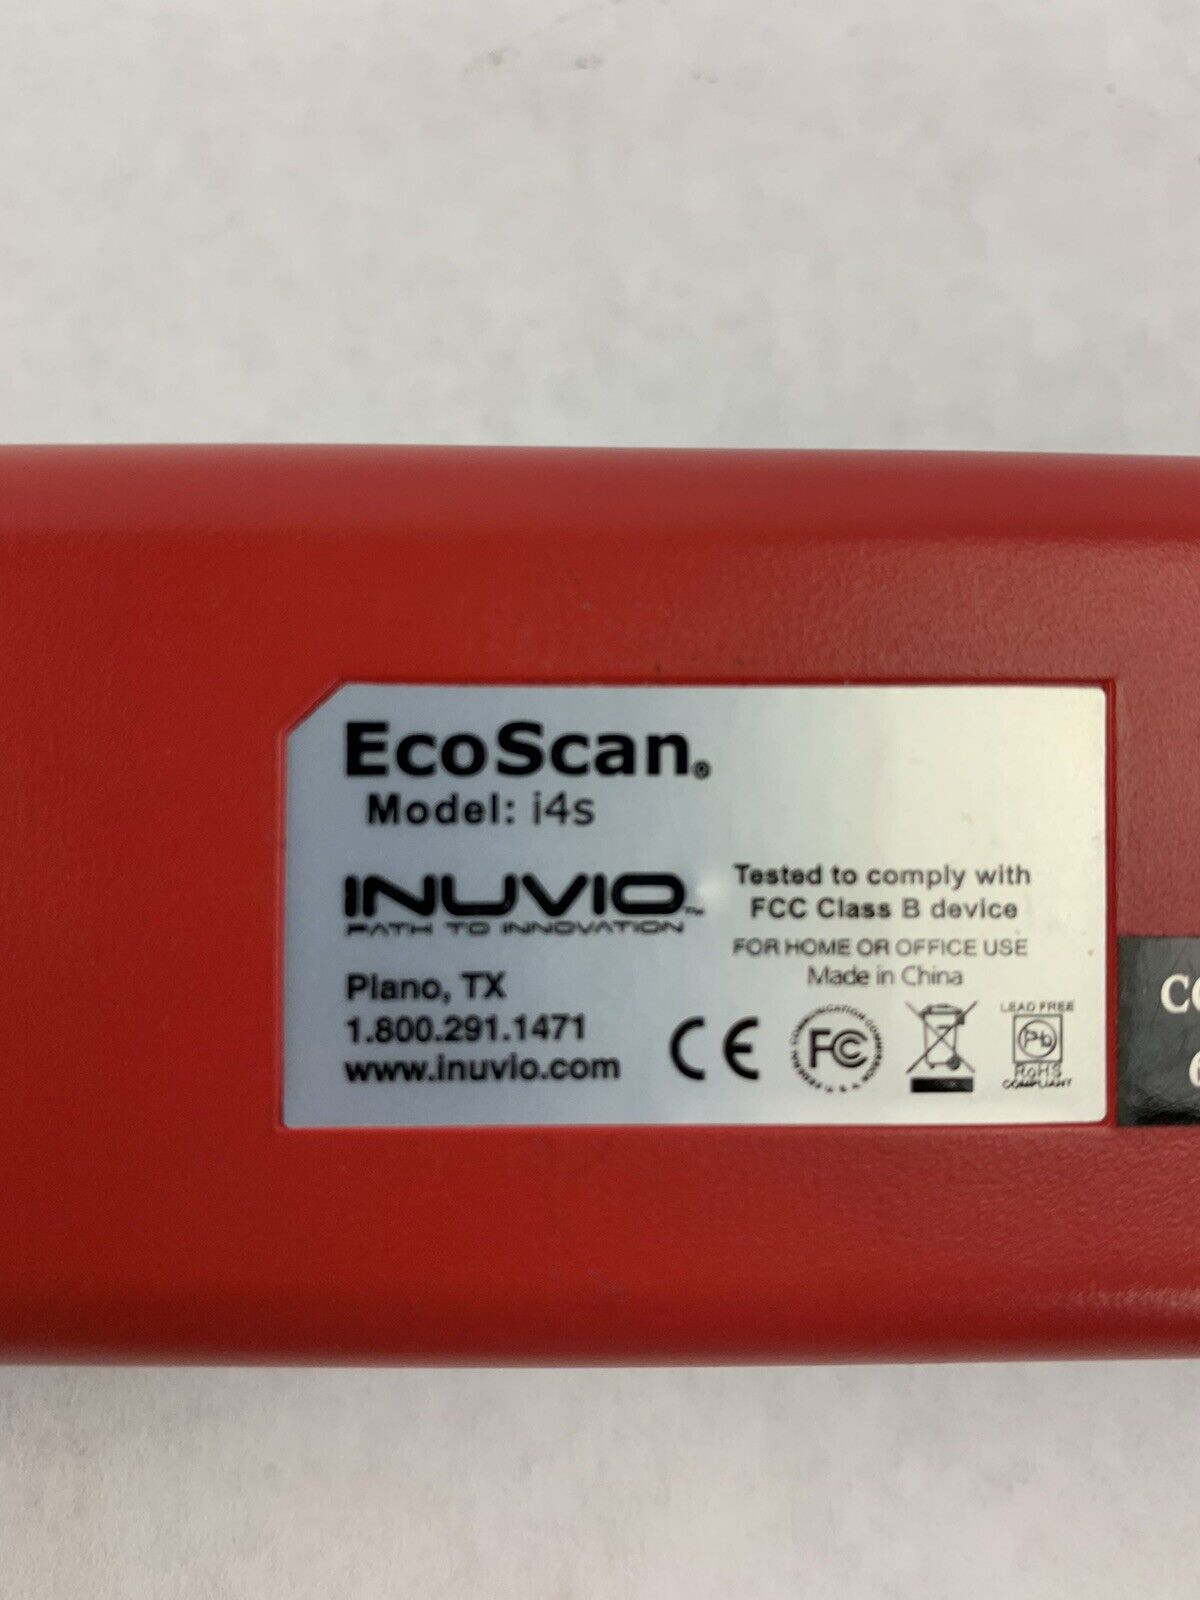 EcoScan®
Model: i4s
INUVIO™
PATH TO INNOVATION
Plano, TX
1.800.291.1471
www.inuvio.com
Tested to comply with
FCC Class B device
FOR HOME OR OFFICE USE
Made in China
CE
FC
LEAD FREE
Pb
RoHS
COMPLIANT